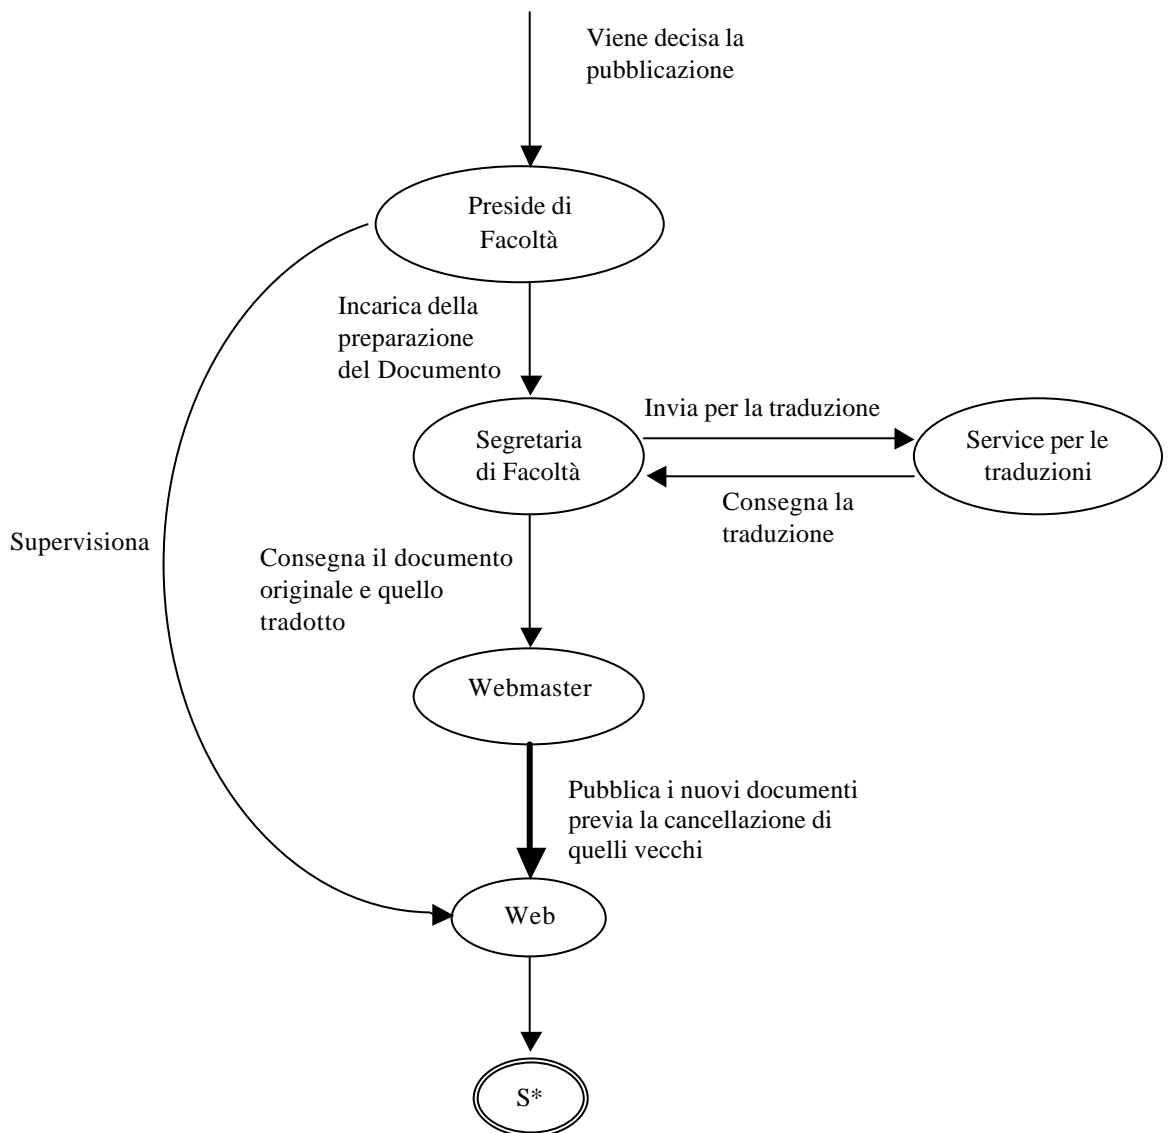 Viene decisa la
pubblicazione
Preside di
Facoltà
Incarica della
preparazione
del Documento
Segretaria
di Facoltà
Invia per la traduzione
Service per le
traduzioni
Consegna la
traduzione
Supervisiona
Consegna il documento
originale e quello
tradotto
Webmaster
Pubblica i nuovi documenti
previa la cancellazione di
quelli vecchi
Web
S*